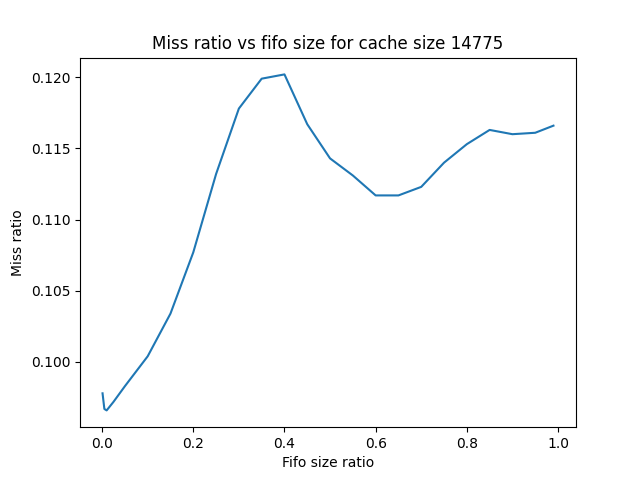 Miss ratio vs fifo size for cache size 14775
0.120
0.115
0.110
0.105
0.100
Miss ratio
0.0 0.2 0.4 0.6 0.8 1.0
Fifo size ratio